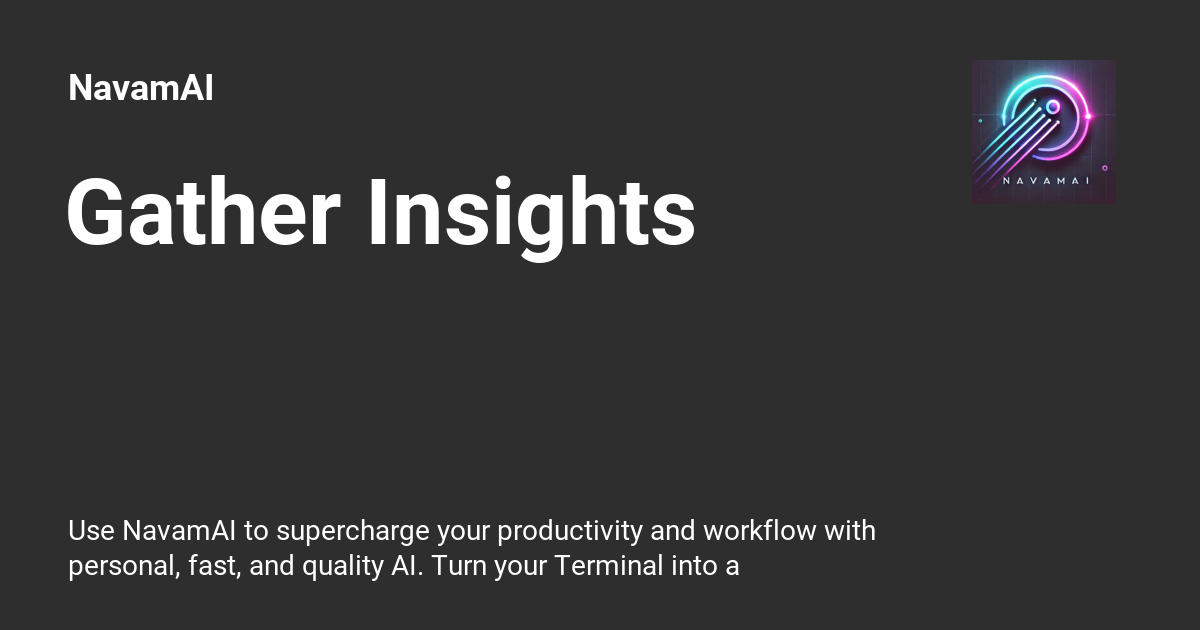 NavamAI
NAVAMAI
Gather Insights
Use NavamAI to supercharge your productivity and workflow with
personal, fast, and quality AI. Turn your Terminal into a